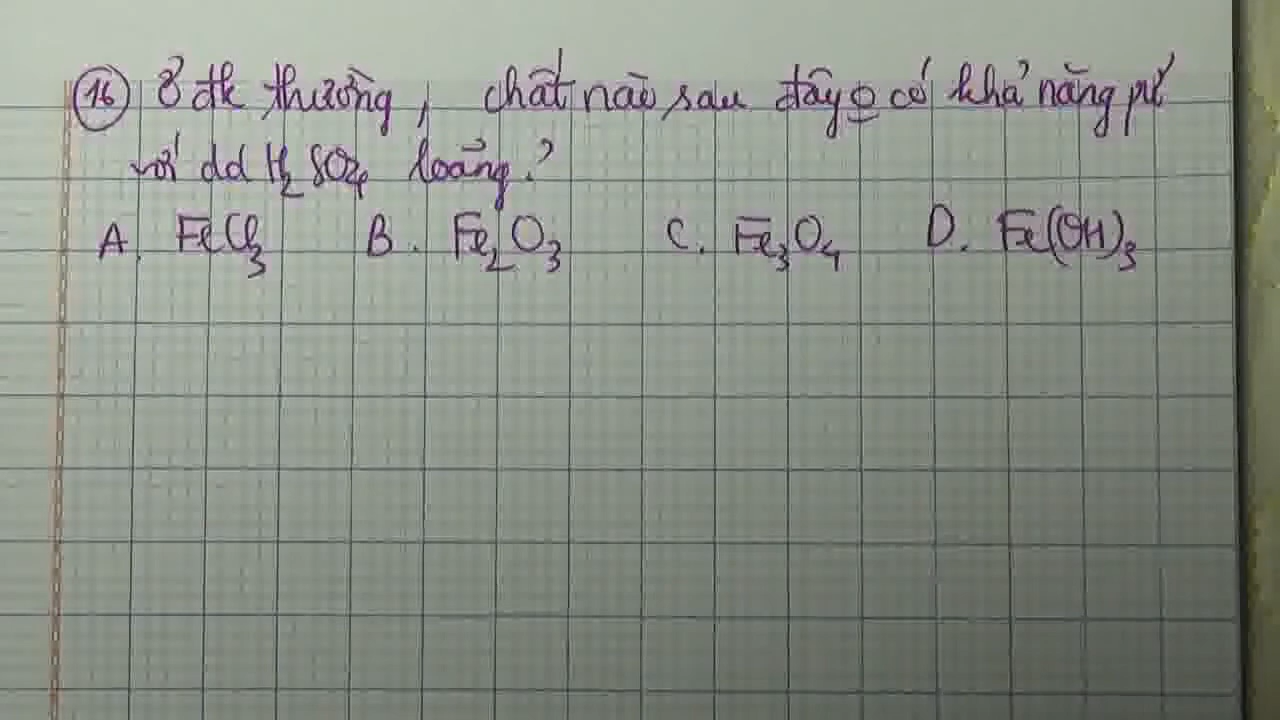 16 Ở đk thường, chất nào sau đây o có khả năng pư
với dd H₂SO₄ loãng?
A. FeCl₃ B. Fe₂O₃ C. Fe₃O₄ D. Fe(OH)₃